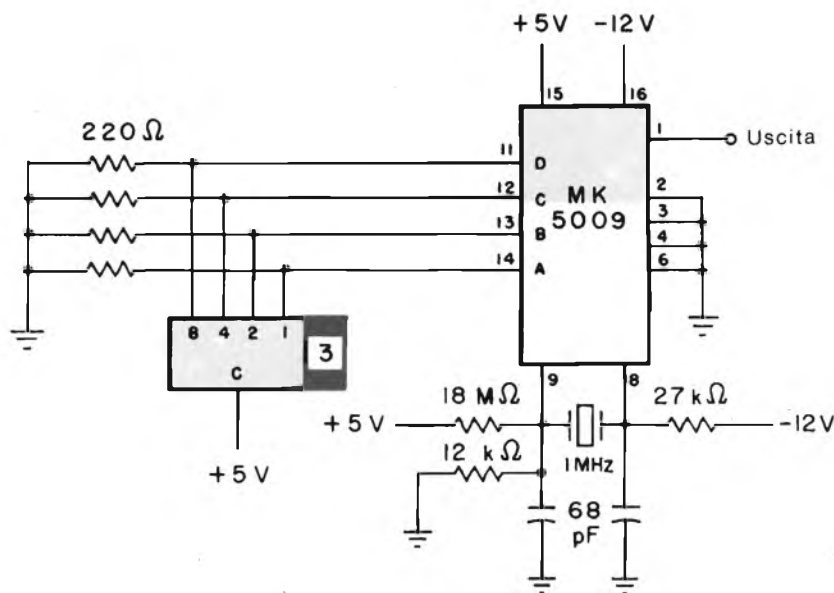 +5V -12V
15 16
220 Ω
11 D
1 Uscita
12 C
MK
5009
2
3
13 B
4
14 A
6
8 4 2 1
3
C
9 8
18 MΩ
27 kΩ
+5V
-12V
12 kΩ
1MHz
+5V
68
pF